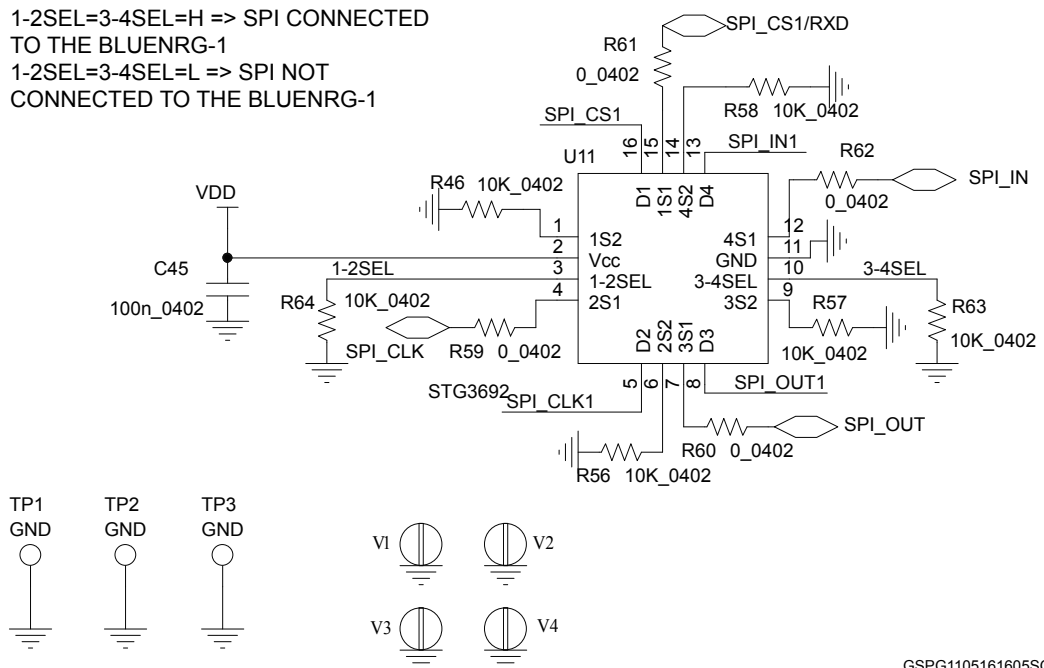 1-2SEL=3-4SEL=H => SPI CONNECTED
TO THE BLUENRG-1
1-2SEL=3-4SEL=L => SPI NOT
CONNECTED TO THE BLUENRG-1
SPI_CS1/RXD
R61
0_0402
R58 10K_0402
SPI_CS1
16
15
14
13
SPI_IN1
U11
R62
0_0402
SPI_IN
VDD
R46 10K_0402
D1
1S1
4S2
D4
1
1S2
2
Vcc
3
1-2SEL
4
2S1
12
4S1
11
GND
10
3-4SEL
9
3S2
1-2SEL
3-4SEL
C45
100n_0402
R64
10K_0402
R57
10K_0402
R63
10K_0402
SPI_CLK
R59 0_0402
D2
2S2
3S1
D3
STG3692
5
6
7
8
SPI_CLK1
SPI_OUT1
SPI_OUT
R60 0_0402
R56 10K_0402
TP1
GND
TP2
GND
TP3
GND
V1
V2
V3
V4